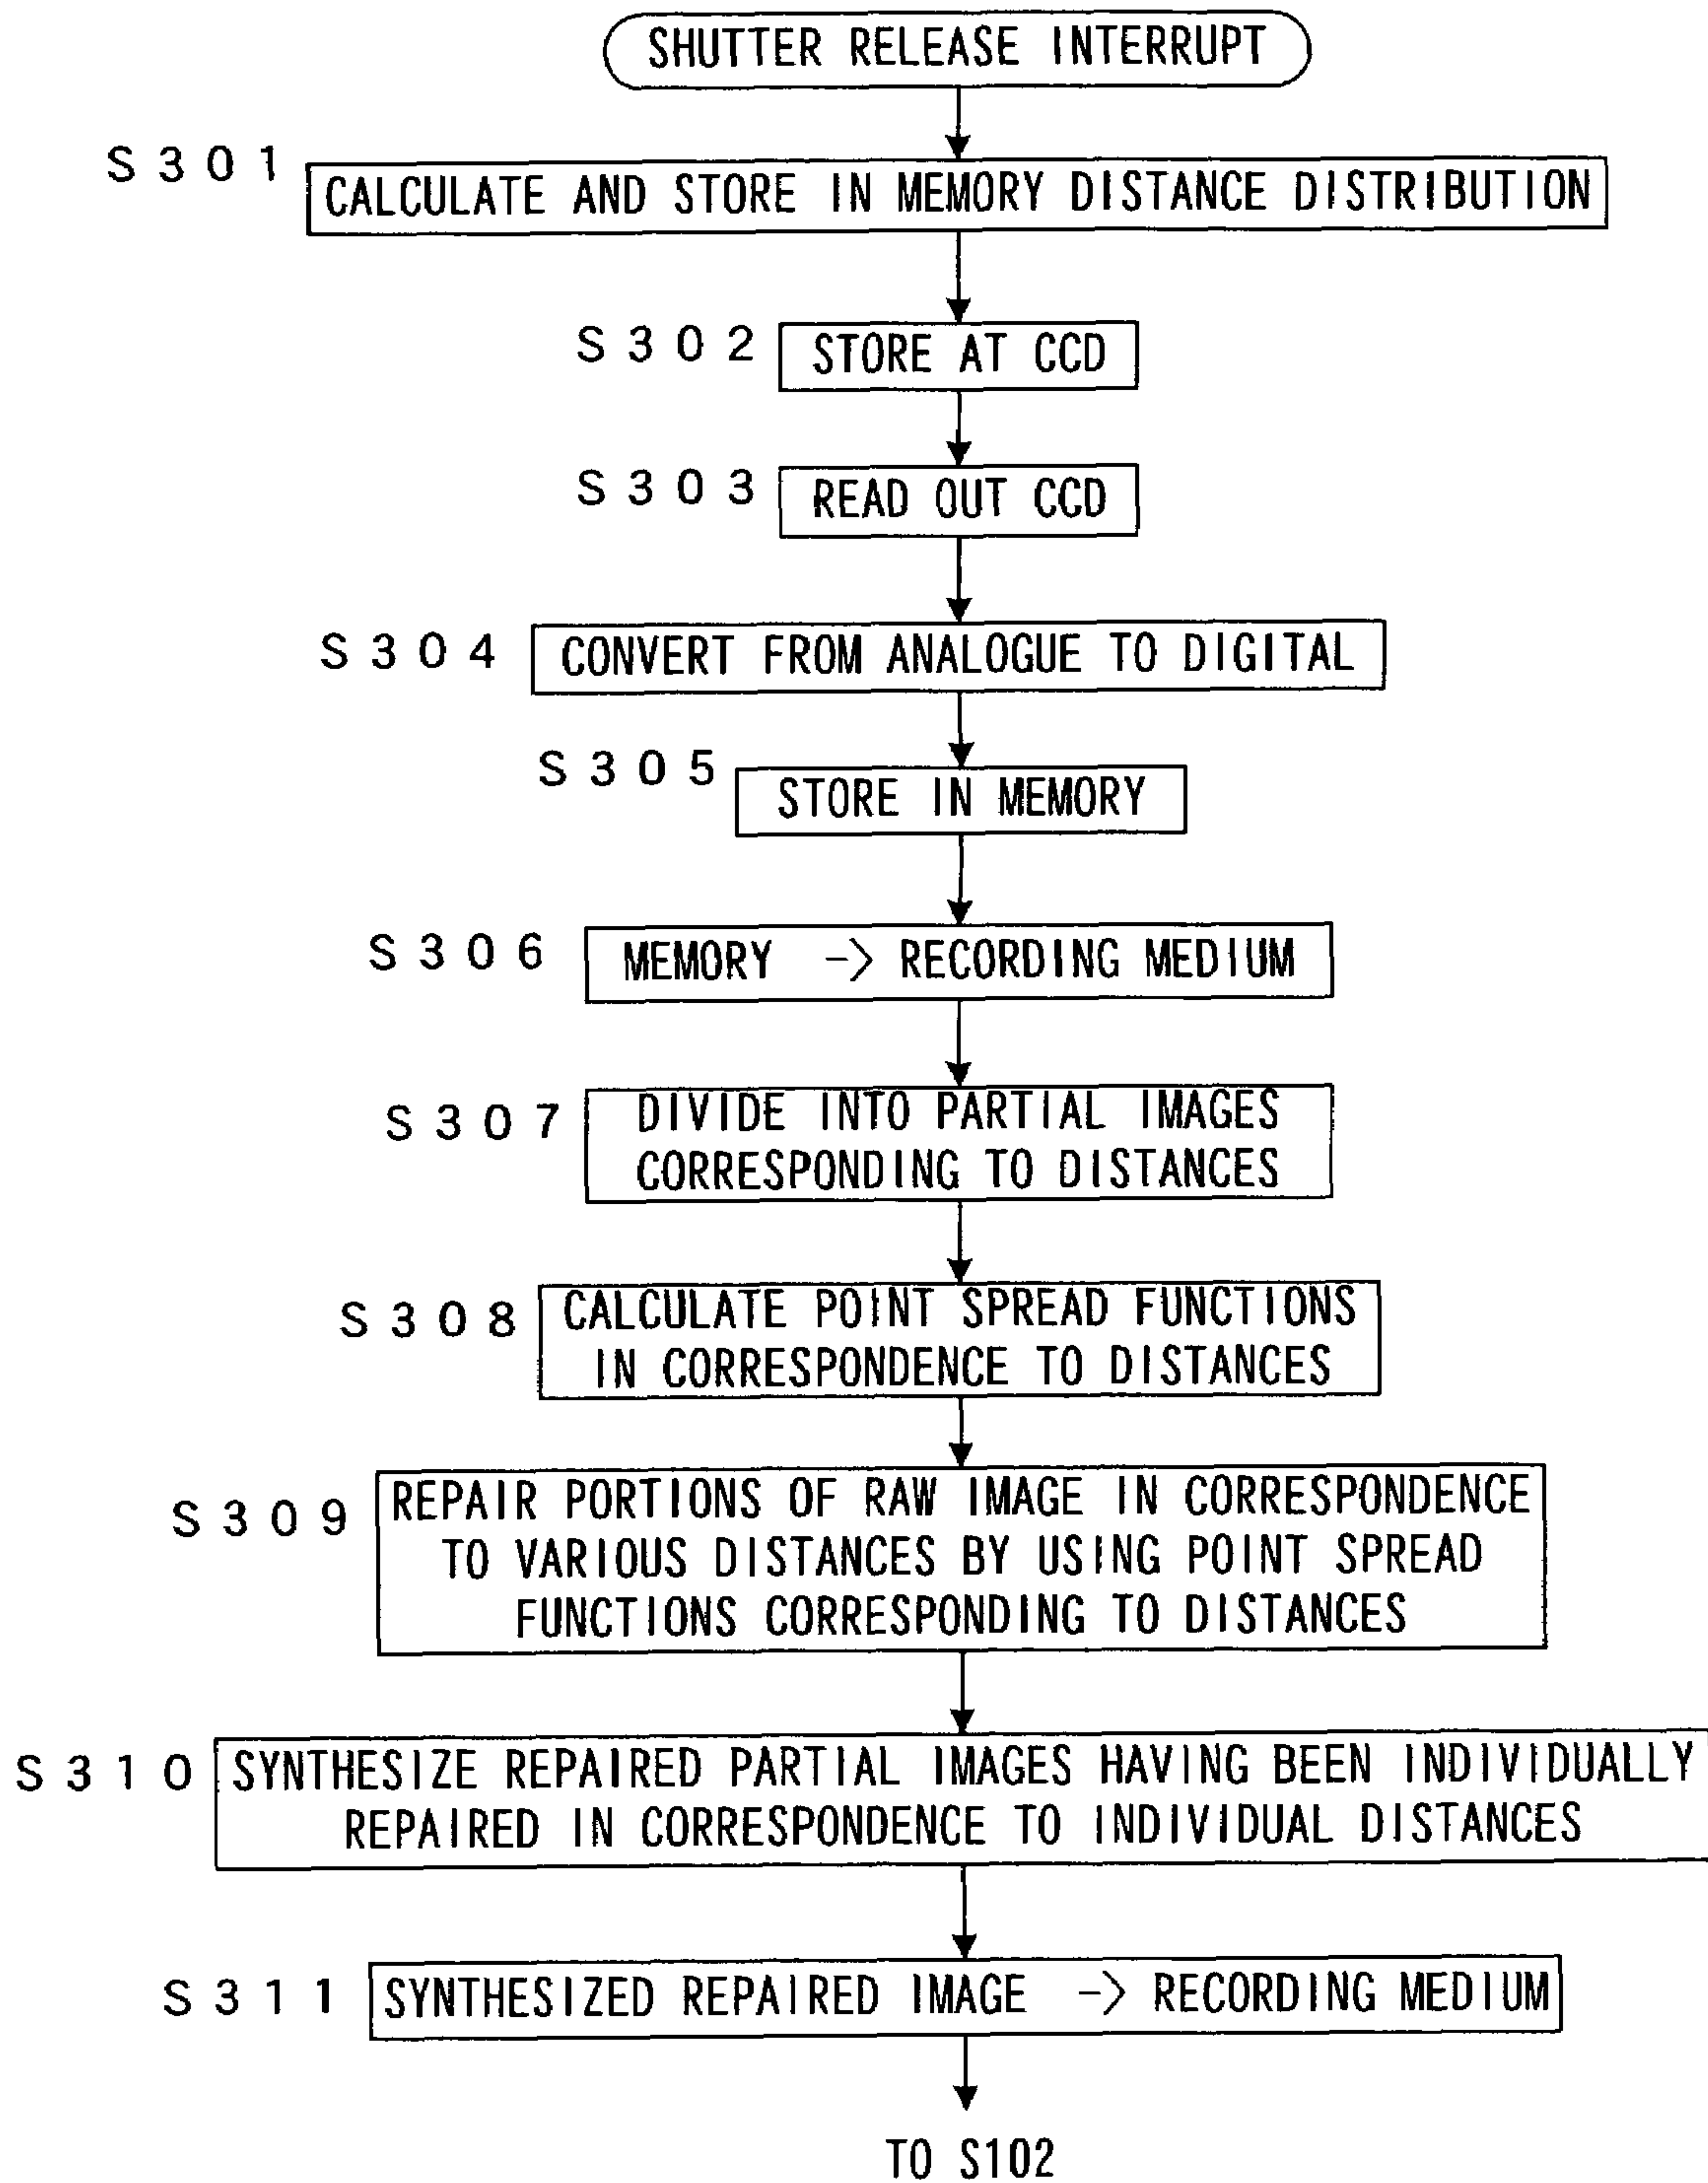 SHUTTER RELEASE INTERRUPT
S301
CALCULATE AND STORE IN MEMORY DISTANCE DISTRIBUTION
S302
STORE AT CCD
S303
READ OUT CCD
S304
CONVERT FROM ANALOGUE TO DIGITAL
S305
STORE IN MEMORY
S306
MEMORY -> RECORDING MEDIUM
S307
DIVIDE INTO PARTIAL IMAGES
CORRESPONDING TO DISTANCES
S308
CALCULATE POINT SPREAD FUNCTIONS
IN CORRESPONDENCE TO DISTANCES
S309
REPAIR PORTIONS OF RAW IMAGE IN CORRESPONDENCE
TO VARIOUS DISTANCES BY USING POINT SPREAD
FUNCTIONS CORRESPONDING TO DISTANCES
S310
SYNTHESIZE REPAIRED PARTIAL IMAGES HAVING BEEN INDIVIDUALLY
REPAIRED IN CORRESPONDENCE TO INDIVIDUAL DISTANCES
S311
SYNTHESIZED REPAIRED IMAGE -> RECORDING MEDIUM
TO S102